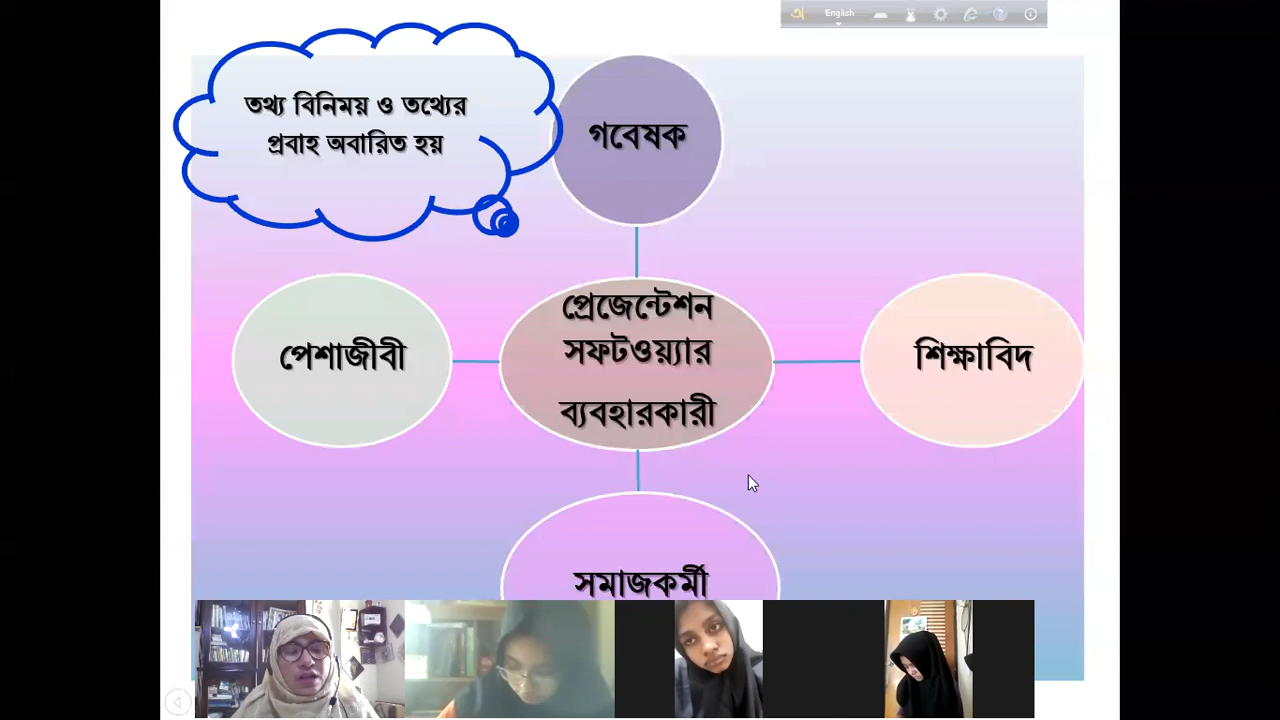 English
তথ্য বিনিময় ও তথ্যের
প্রবাহ অবারিত হয়
গবেষক
পেশাজীবী
প্রেজেন্টেশন
সফটওয়্যার
ব্যবহারকারী
শিক্ষাবিদ
সমাজকর্মী